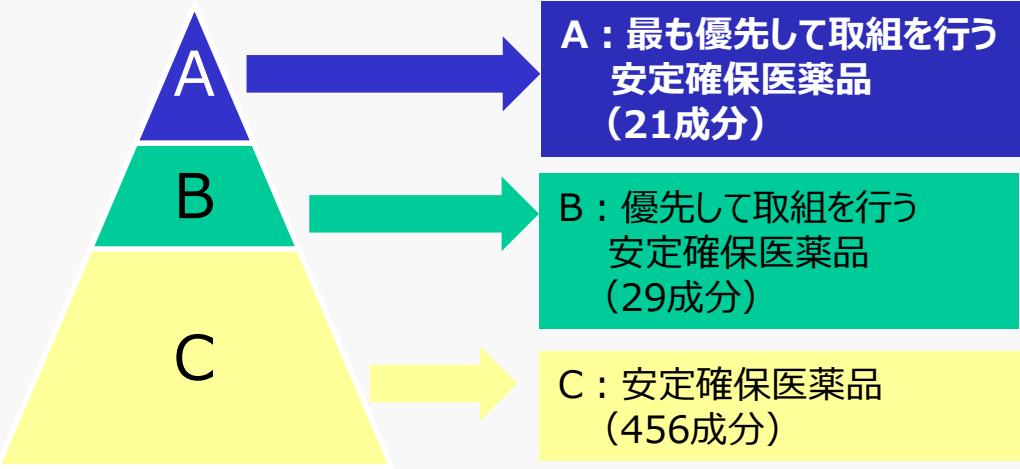 A
A：最も優先して取組を行う
安定確保医薬品
（21成分）
B
B：優先して取組を行う
安定確保医薬品
（29成分）
C
C：安定確保医薬品
（456成分）